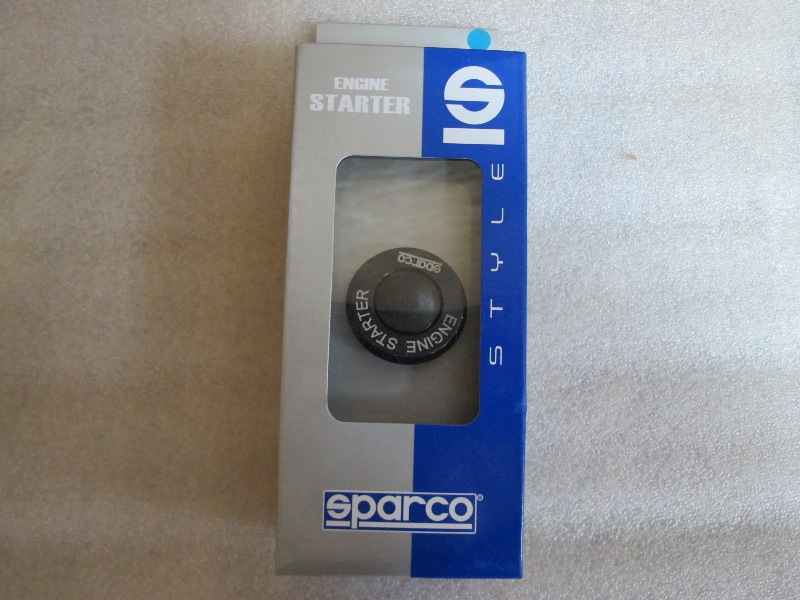 ENGINE
STARTER
S
STYLE
sparco
ENGINE STARTER
sparco®